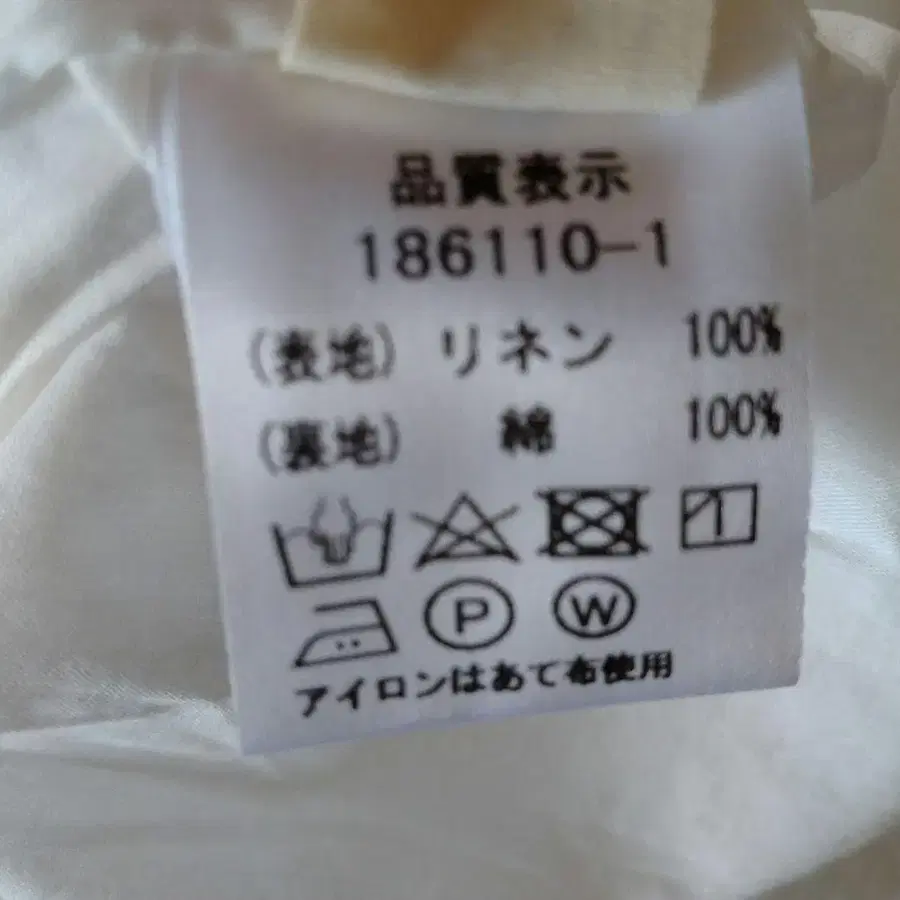 品質表示
186110-1
(表地) リネン 100%
(裏地) 綿 100%
P W
アイロンはあて布使用